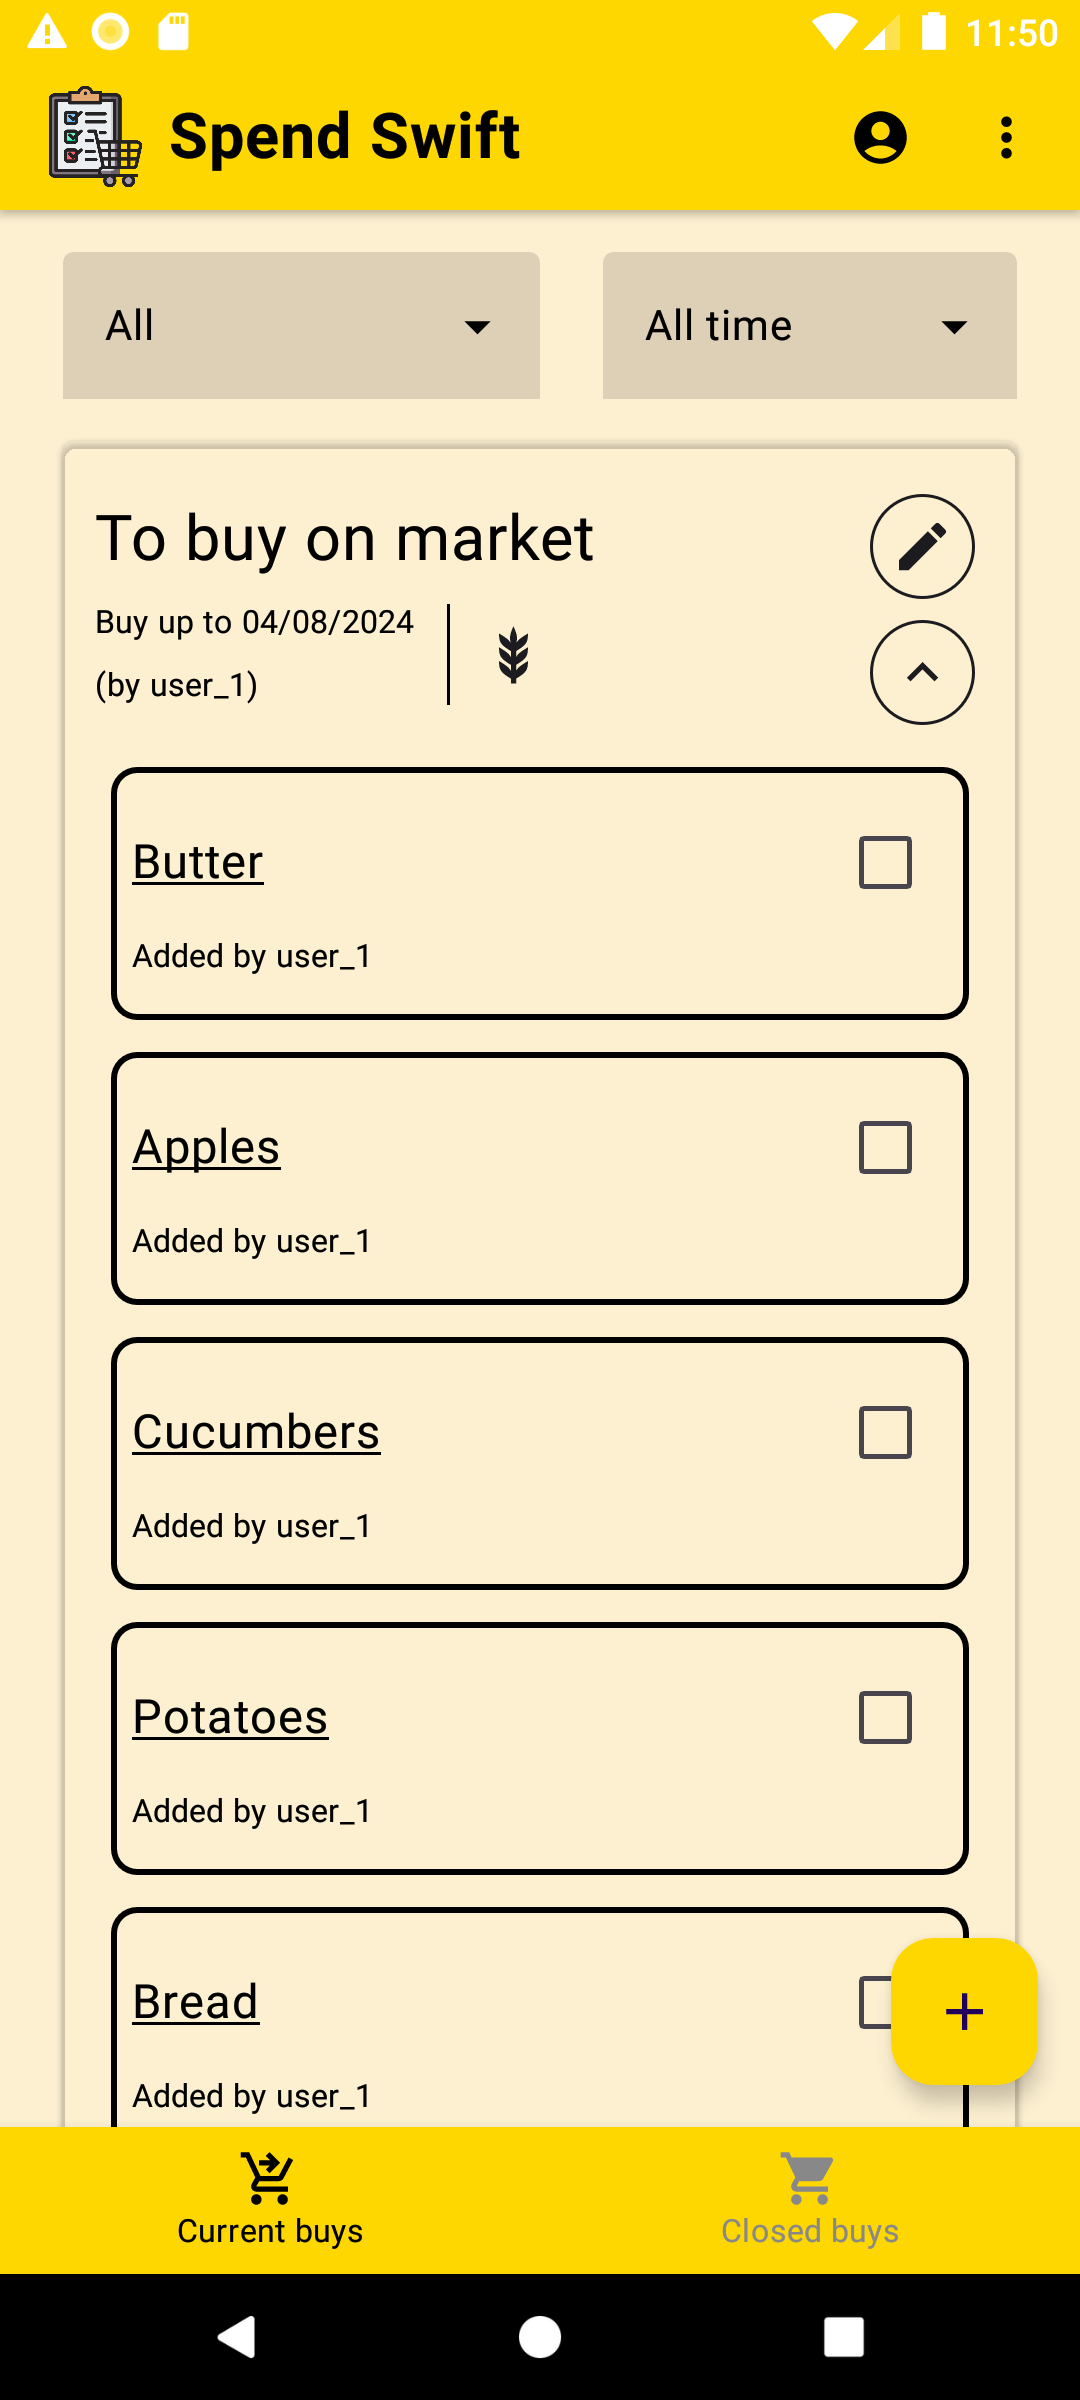 11:50
Spend Swift
All
All time
To buy on market
Buy up to 04/08/2024
(by user_1)
Butter
Added by user_1
Apples
Added by user_1
Cucumbers
Added by user_1
Potatoes
Added by user_1
Bread
Added by user_1
Current buys
Closed buys